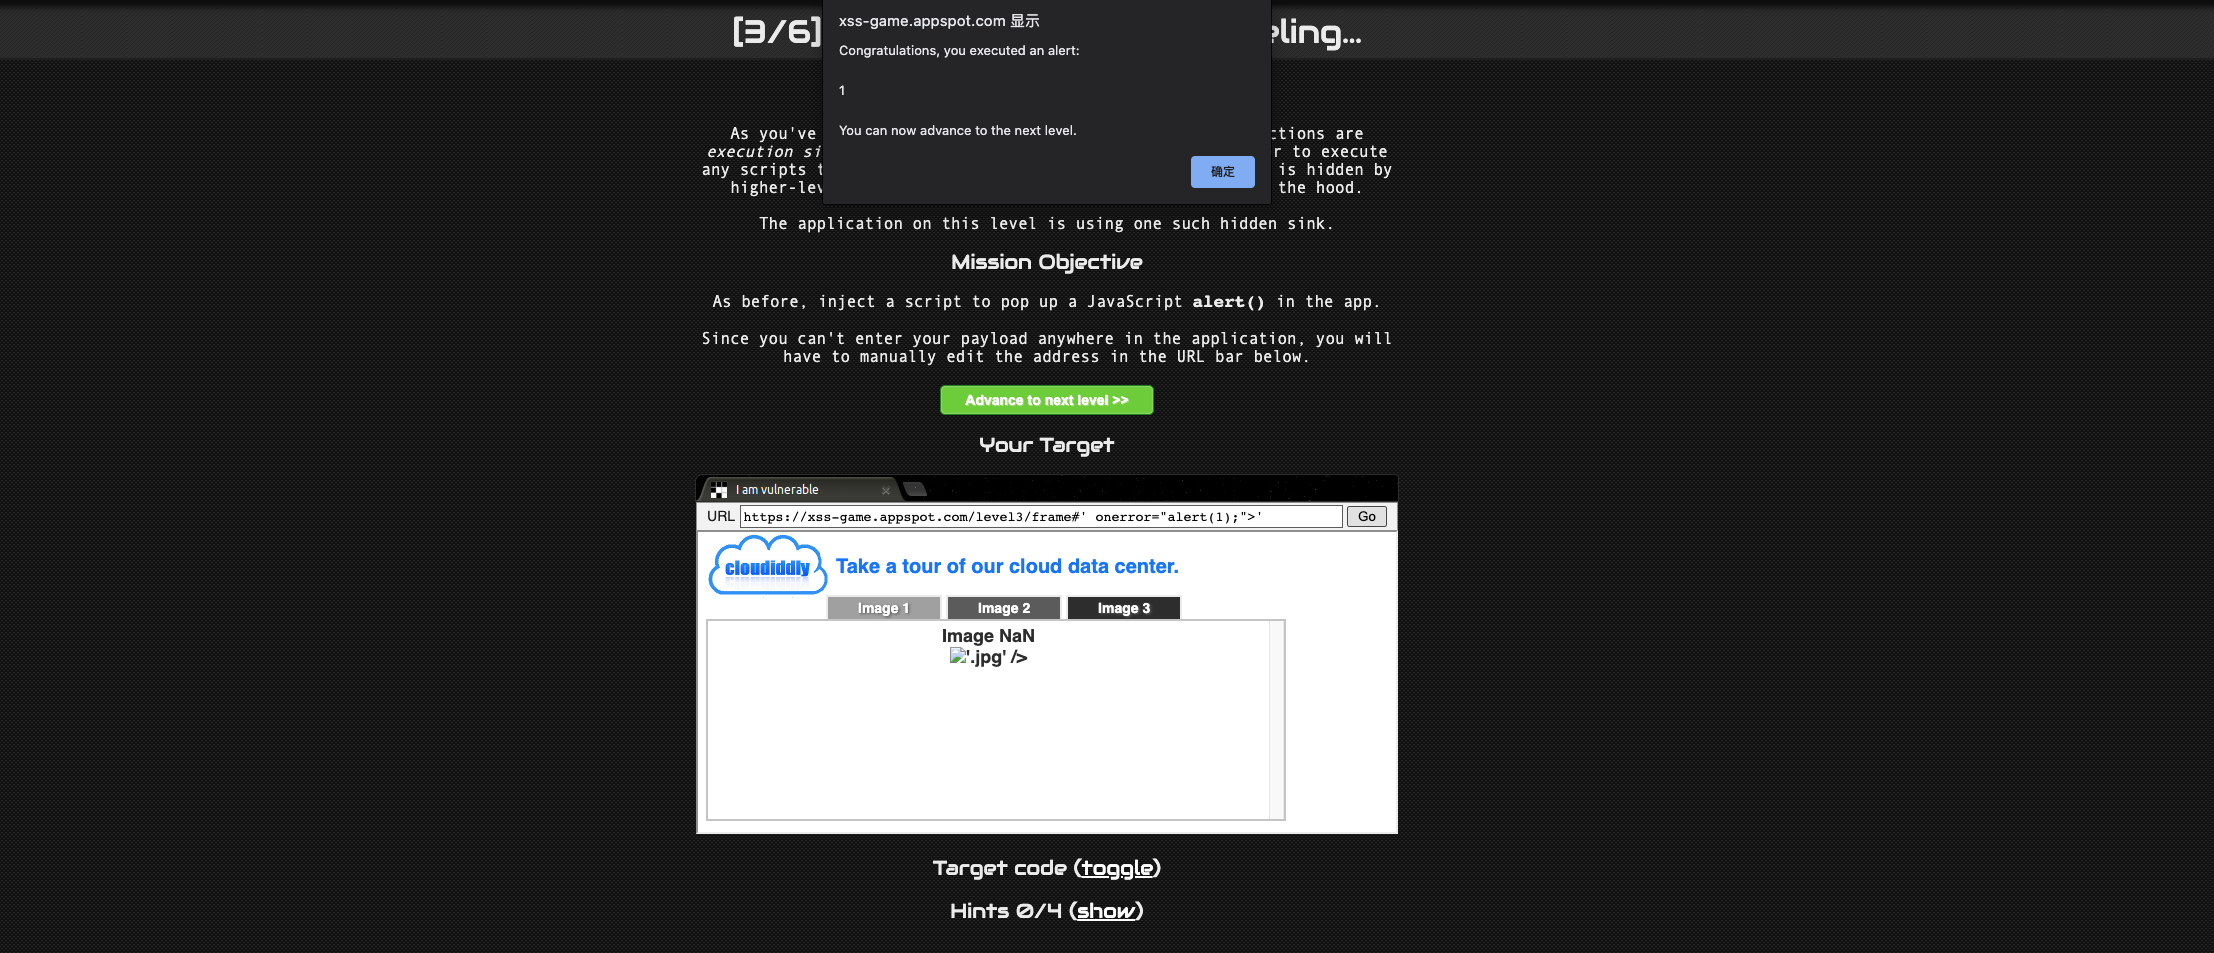 [3/6] eling...
xss-game.appspot.com 显示
Congratulations, you executed an alert:
1
You can now advance to the next level.
确定
As you've ctions are
execution si r to execute
any scripts t is hidden by
higher-lev the hood.
The application on this level is using one such hidden sink.
Mission Objective
As before, inject a script to pop up a JavaScript alert() in the app.
Since you can't enter your payload anywhere in the application, you will
have to manually edit the address in the URL bar below.
Advance to next level >>
Your Target
I am vulnerable
URL https://xss-game.appspot.com/level3/frame#' onerror="alert(1);">' Go
cloudiddly Take a tour of our cloud data center.
Image 1 Image 2 Image 3
Image NaN
'.jpg' />
Target code (toggle)
Hints 0/4 (show)